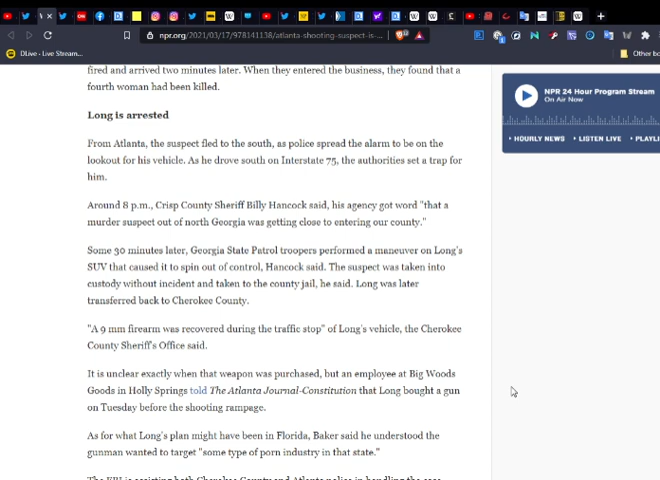 npr.org/2021/03/17/978141138/atlanta-shooting-suspect-is-...
DLive - Live Stream...
Other bo
fired and arrived two minutes later. When they entered the business, they found that a
fourth woman had been killed.
Long is arrested
From Atlanta, the suspect fled to the south, as police spread the alarm to be on the
lookout for his vehicle. As he drove south on Interstate 75, the authorities set a trap for
him.
Around 8 p.m., Crisp County Sheriff Billy Hancock said, his agency got word "that a
murder suspect out of north Georgia was getting close to entering our county."
Some 30 minutes later, Georgia State Patrol troopers performed a maneuver on Long's
SUV that caused it to spin out of control, Hancock said. The suspect was taken into
custody without incident and taken to the county jail, he said. Long was later
transferred back to Cherokee County.
"A 9 mm firearm was recovered during the traffic stop" of Long's vehicle, the Cherokee
County Sheriff's Office said.
It is unclear exactly when that weapon was purchased, but an employee at Big Woods
Goods in Holly Springs told The Atlanta Journal-Constitution that Long bought a gun
on Tuesday before the shooting rampage.
As for what Long's plan might have been in Florida, Baker said he understood the
gunman wanted to target "some type of porn industry in that state."
NPR 24 Hour Program Stream
On Air Now
HOURLY NEWS
LISTEN LIVE
PLAYLI